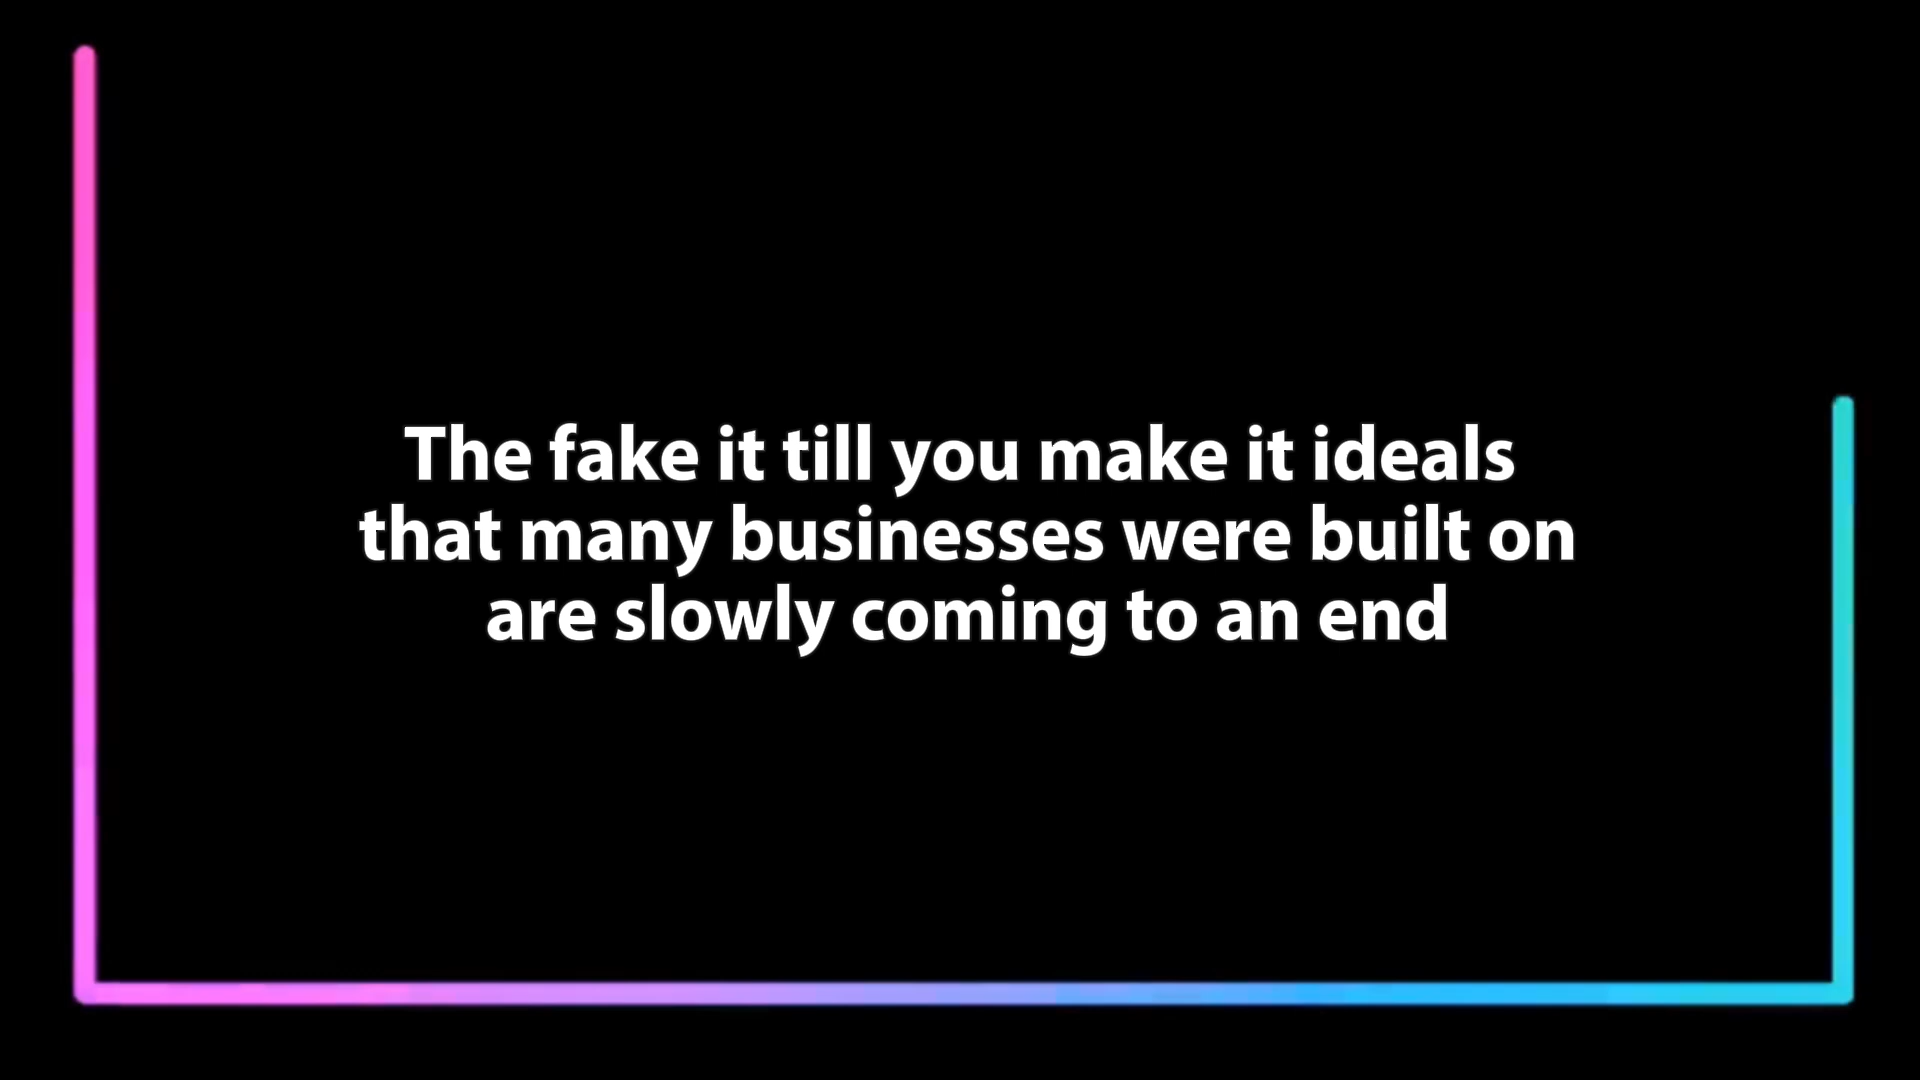 The fake it till you make it ideals
that many businesses were built on
are slowly coming to an end